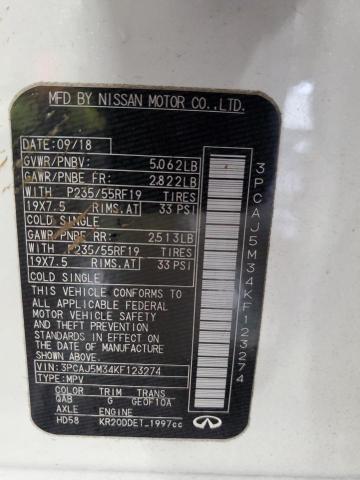 MFD BY NISSAN MOTOR CO.,LTD.
DATE: 09/18
GVWR/PNBV: 5.062LB
GAWR/PNBE FR: 2.822LB
WITH P235/55RF19 TIRES
19X7.5 RIMS.AT 33 PSI
COLD SINGLE
GAWR/PNBE RR: 2.513LB
WITH P235/55RF19 TIRES
19X7.5 RIMS.AT 33 PSI
COLD SINGLE
THIS VEHICLE CONFORMS TO
ALL APPLICABLE FEDERAL
MOTOR VEHICLE SAFETY
AND THEFT PREVENTION
STANDARDS IN EFFECT ON
THE DATE OF MANUFACTURE
SHOWN ABOVE.
VIN: 3PCAJ5M34KF123274
TYPE: MPV
PC/COL TRIM TRANS
QAB G GE0F10A
AXLE ENGINE
HD58 KR20DDET_1997cc
INFINITI
3PCAJ5M34KF123274